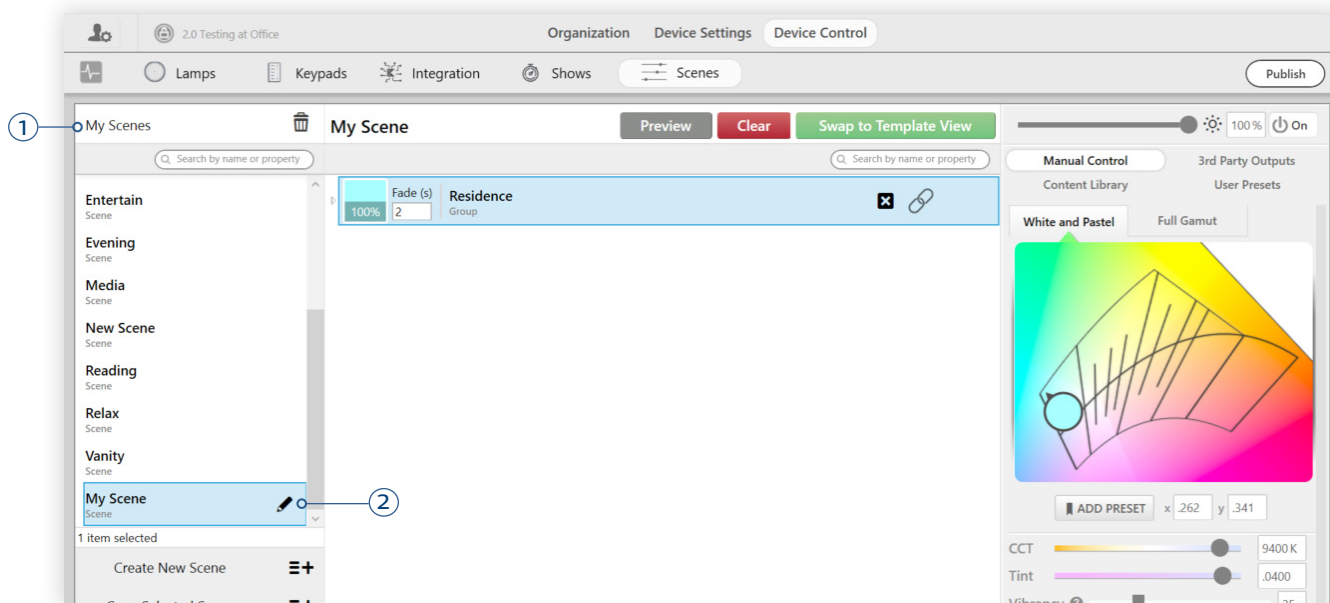 2.0 Testing at Office
Organization Device Settings Device Control
Lamps Keypads Integration Shows Scenes Publish
1
My Scenes
My Scene Preview Clear Swap to Template View
100% On
Search by name or property
Search by name or property
Manual Control 3rd Party Outputs
Content Library User Presets
Entertain
Scene
Evening
Scene
Media
Scene
New Scene
Scene
Reading
Scene
Relax
Scene
Vanity
Scene
My Scene
Scene
2
1 item selected
Create New Scene
100%
Fade (s)
2
Residence
Group
White and Pastel Full Gamut
ADD PRESET x .262 y .341
CCT 9400 K
Tint .0400
Vibrancy